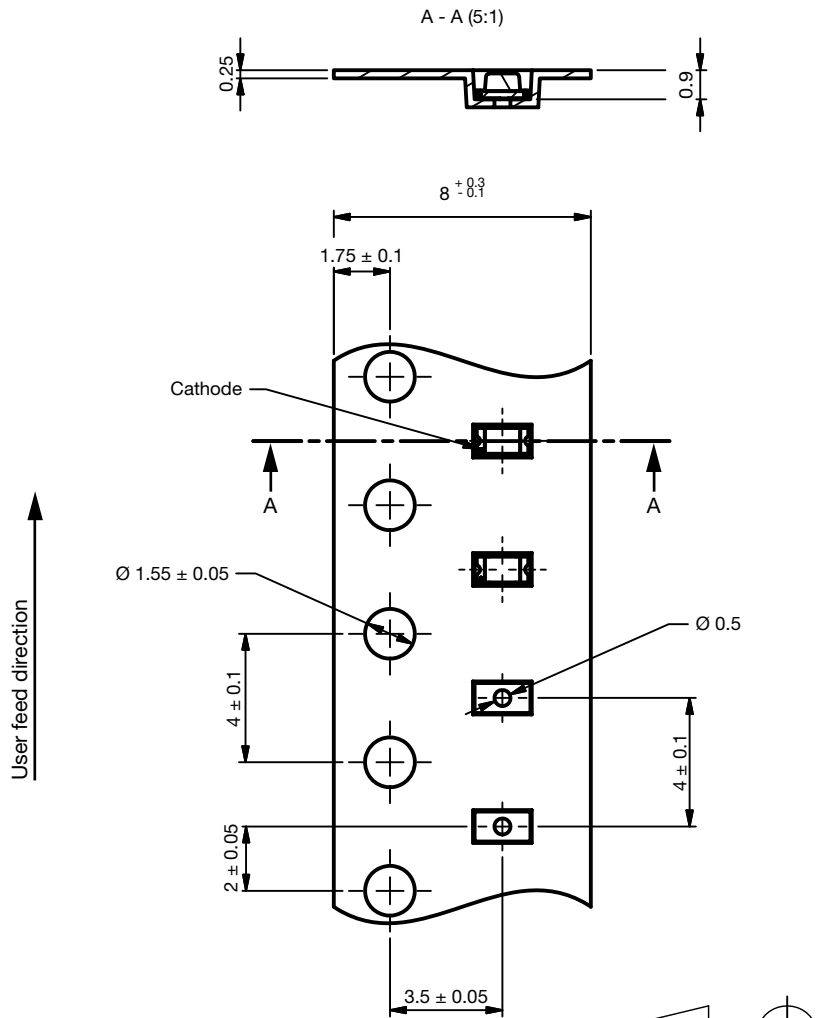 A - A (5:1)
0.25
0.9
8 + 0.3 - 0.1
1.75 ± 0.1
Cathode
A
A
Ø 1.55 ± 0.05
Ø 0.5
User feed direction
4 ± 0.1
4 ± 0.1
2 ± 0.05
3.5 ± 0.05